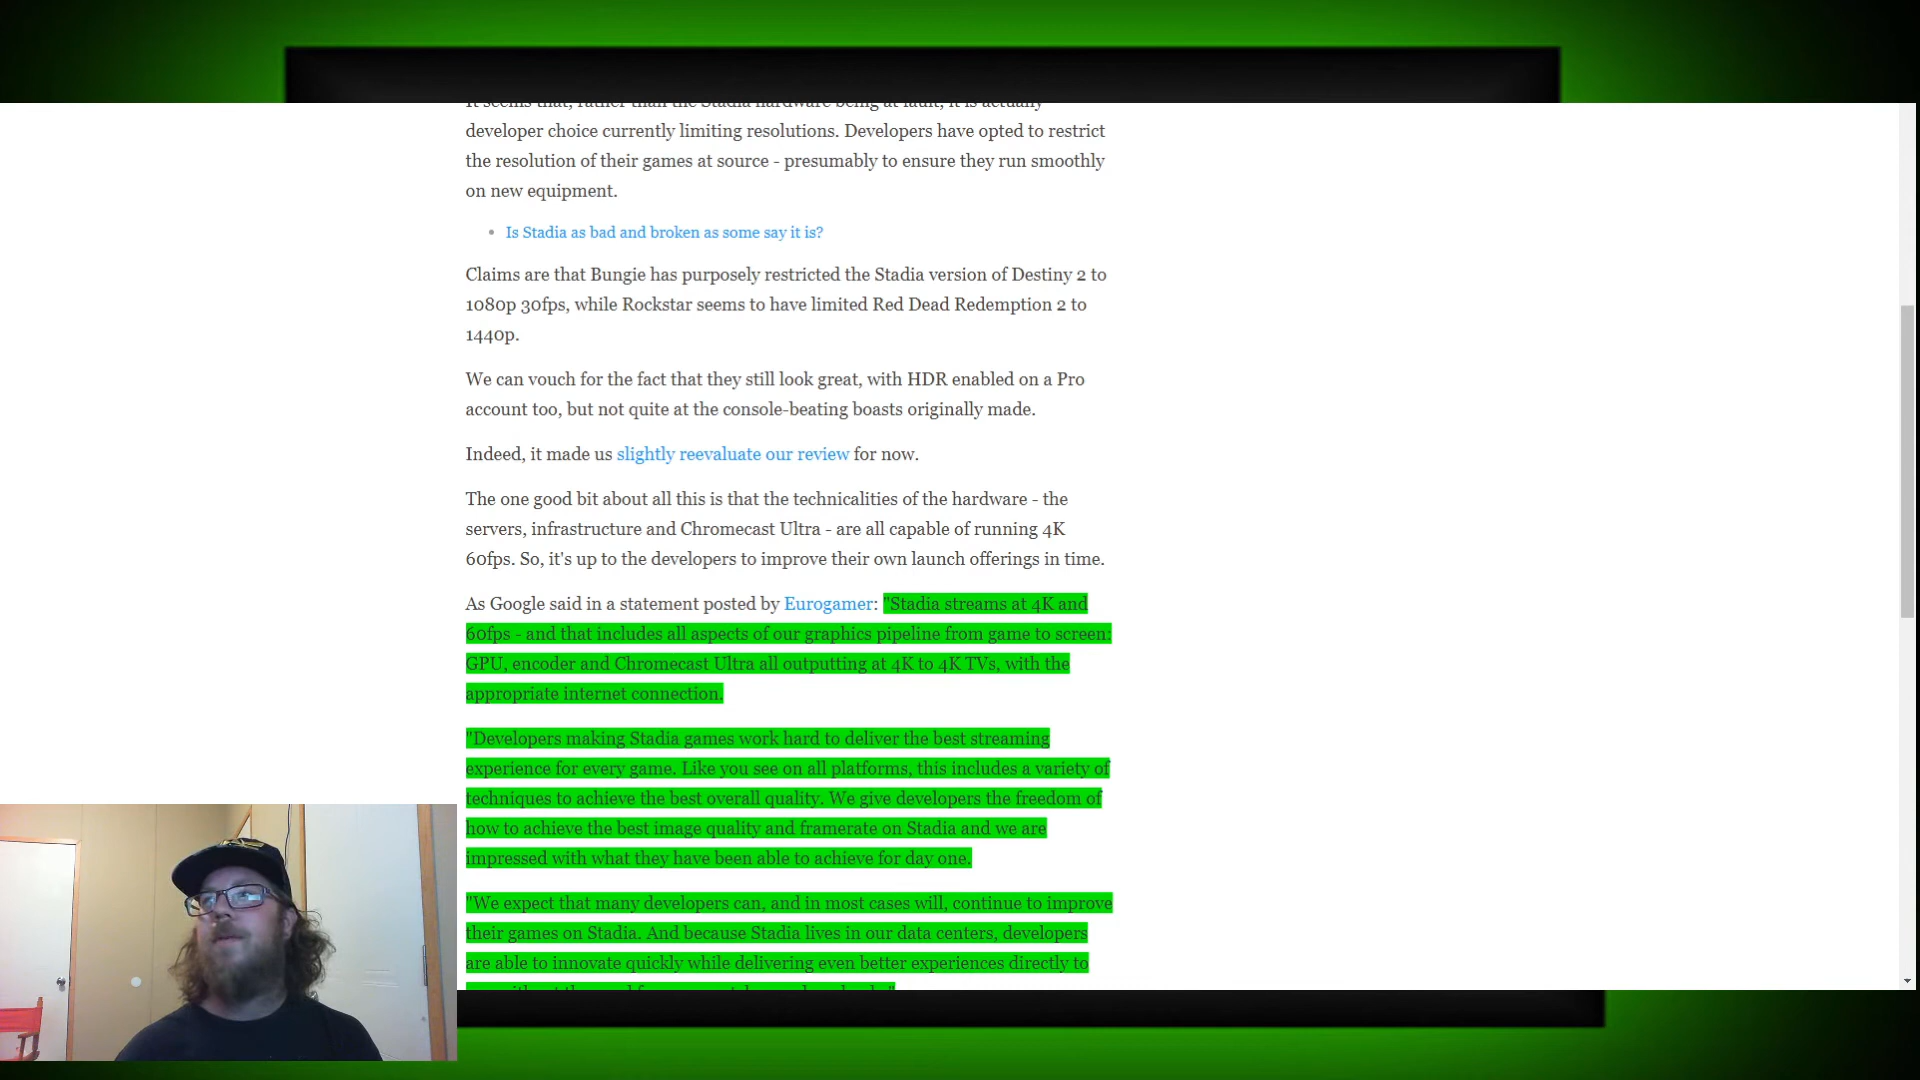 It seems that, rather than the Stadia hardware being at fault, it is actually
developer choice currently limiting resolutions. Developers have opted to restrict
the resolution of their games at source - presumably to ensure they run smoothly
on new equipment.
• Is Stadia as bad and broken as some say it is?
Claims are that Bungie has purposely restricted the Stadia version of Destiny 2 to
1080p 30fps, while Rockstar seems to have limited Red Dead Redemption 2 to
1440p.
We can vouch for the fact that they still look great, with HDR enabled on a Pro
account too, but not quite at the console-beating boasts originally made.
Indeed, it made us slightly reevaluate our review for now.
The one good bit about all this is that the technicalities of the hardware - the
servers, infrastructure and Chromecast Ultra - are all capable of running 4K
60fps. So, it's up to the developers to improve their own launch offerings in time.
As Google said in a statement posted by Eurogamer: "Stadia streams at 4K and
60fps - and that includes all aspects of our graphics pipeline from game to screen:
GPU, encoder and Chromecast Ultra all outputting at 4K to 4K TVs, with the
appropriate internet connection.
"Developers making Stadia games work hard to deliver the best streaming
experience for every game. Like you see on all platforms, this includes a variety of
techniques to achieve the best overall quality. We give developers the freedom of
how to achieve the best image quality and framerate on Stadia and we are
impressed with what they have been able to achieve for day one.
"We expect that many developers can, and in most cases will, continue to improve
their games on Stadia. And because Stadia lives in our data centers, developers
are able to innovate quickly while delivering even better experiences directly to